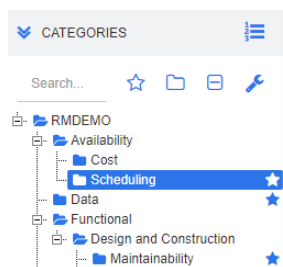 CATEGORIES
Search...
RMDEMO
Availability
Cost
Scheduling
Data
Functional
Design and Construction
Maintainability